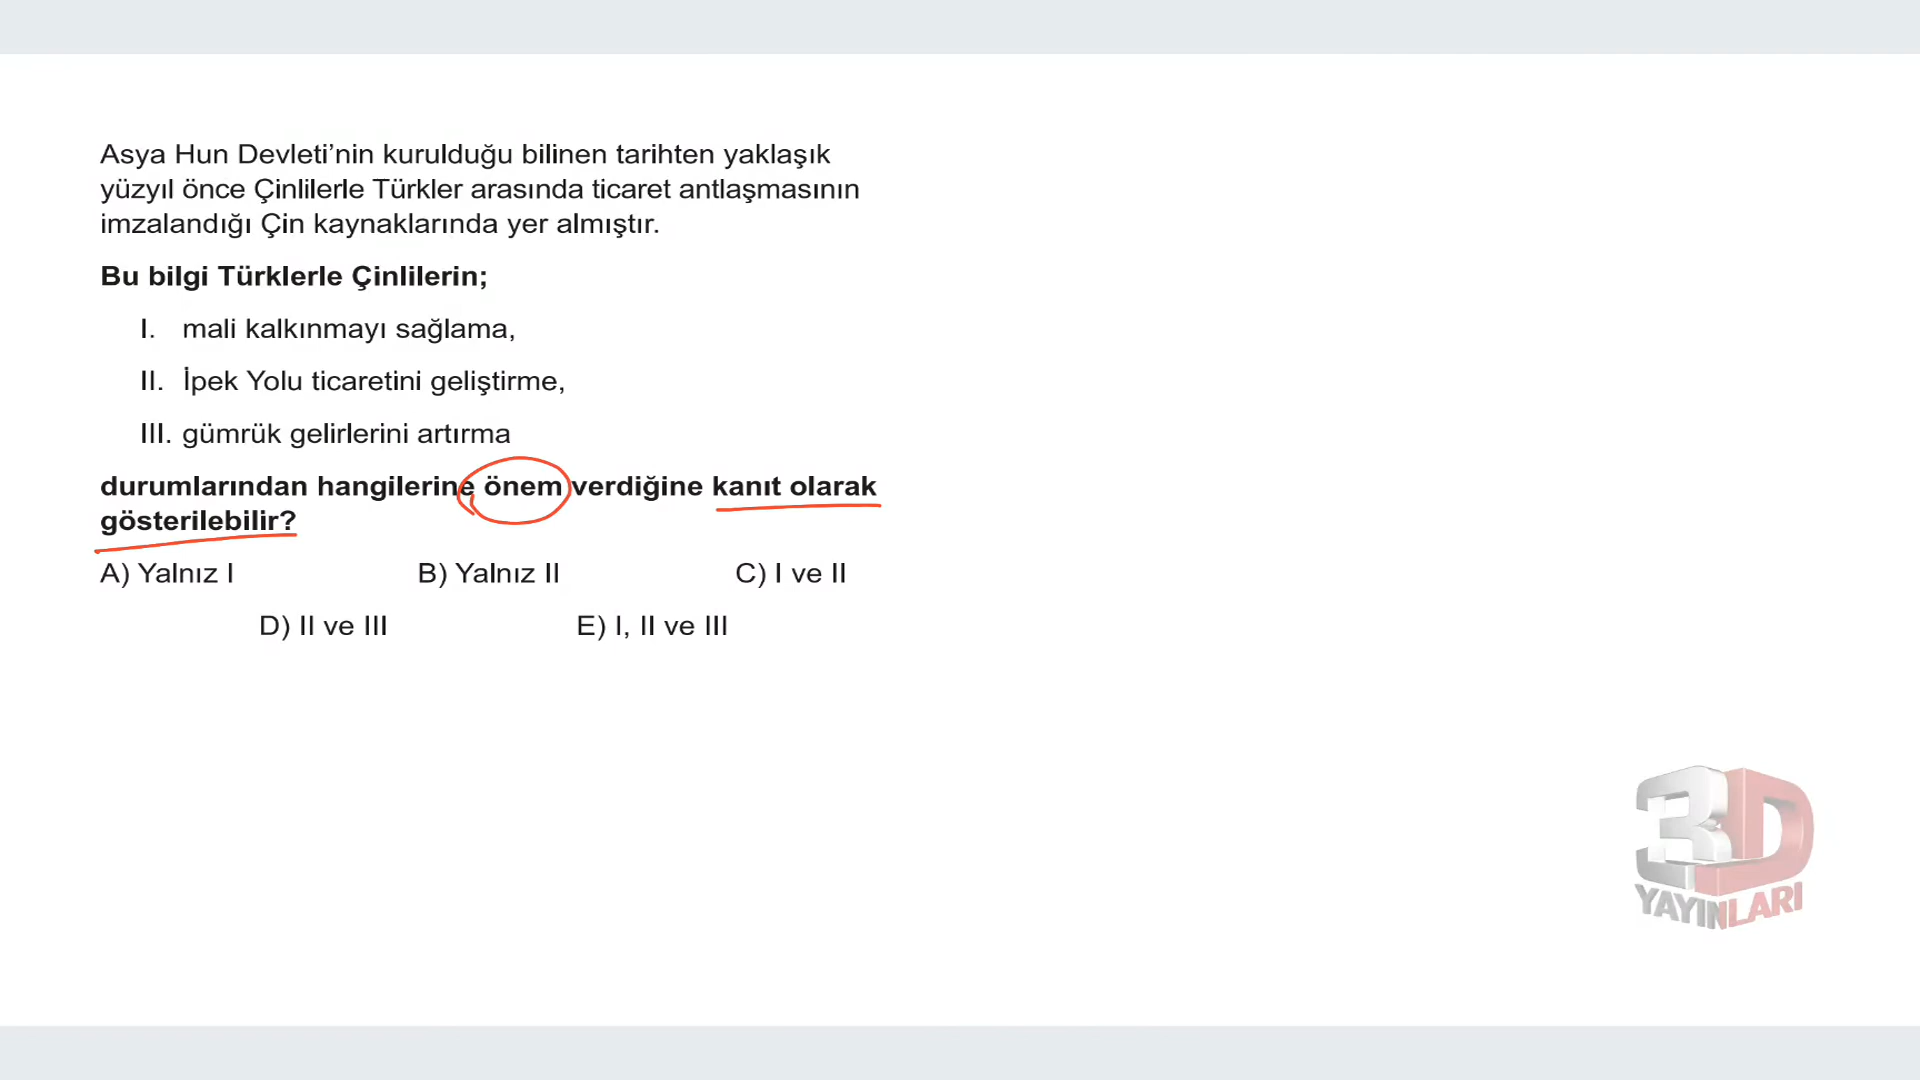 Asya Hun Devleti’nin kurulduğu bilinen tarihten yaklaşık
yüzyıl önce Çinlilerle Türkler arasında ticaret antlaşmasının
imzalandığı Çin kaynaklarında yer almıştır.
Bu bilgi Türklerle Çinlilerin;
I. mali kalkınmayı sağlama,
II. İpek Yolu ticaretini geliştirme,
III. gümrük gelirlerini artırma
durumlarından hangilerine önem verdiğine kanıt olarak
gösterilebilir?
A) Yalnız I B) Yalnız II C) I ve II
D) II ve III E) I, II ve III
3D
YAYINLARI